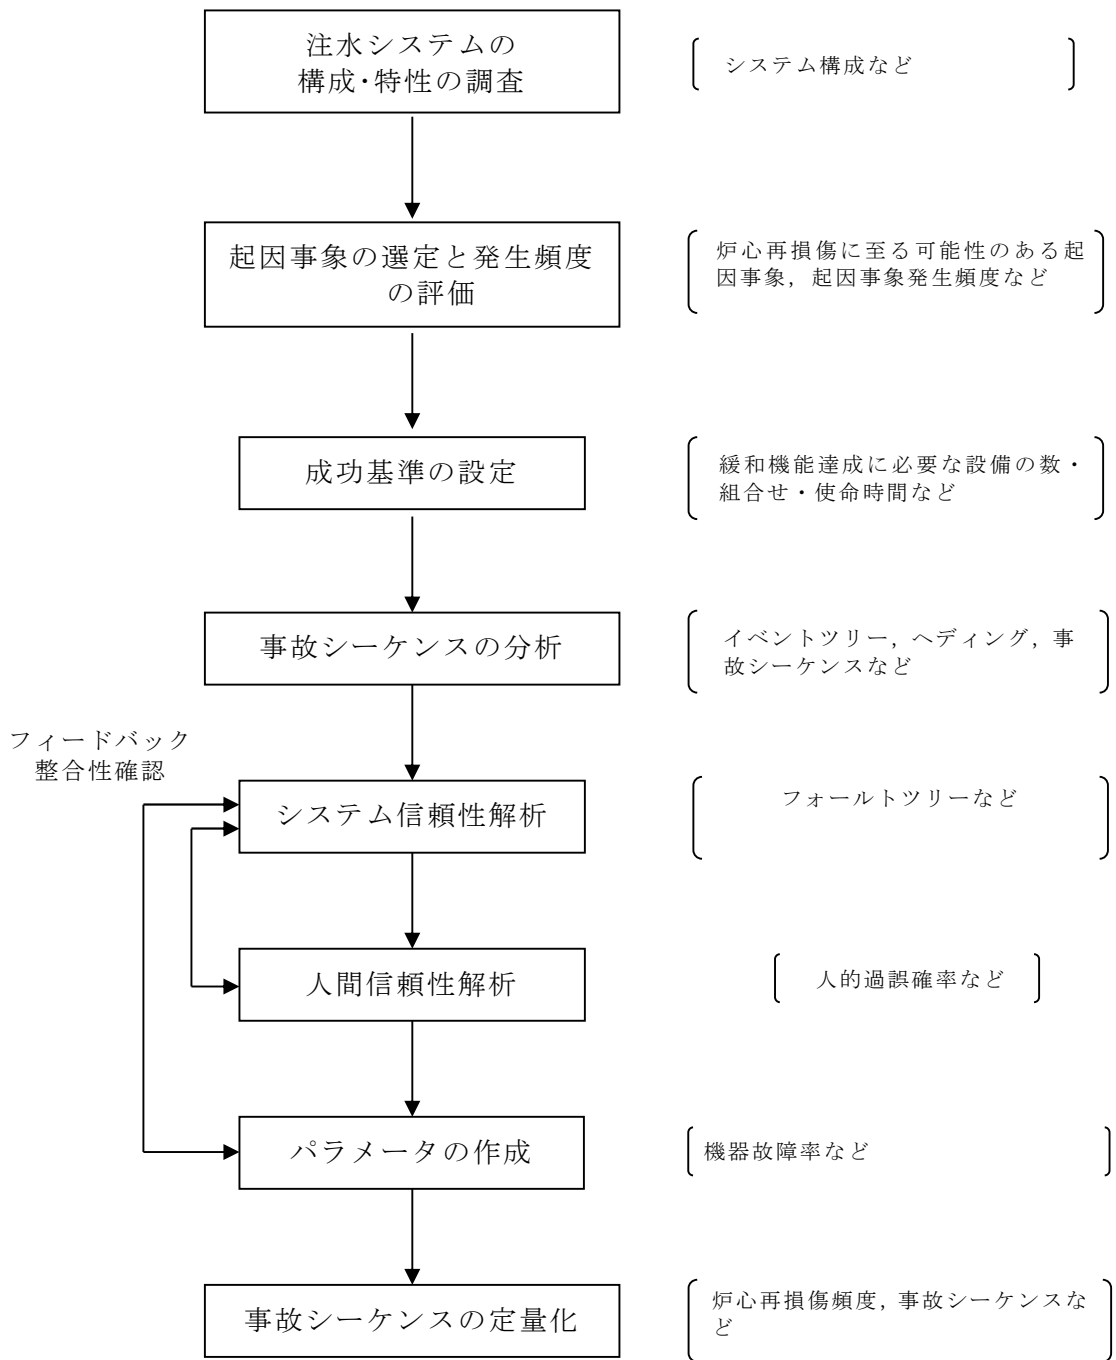 注水システムの
構成･特性の調査
システム構成など
起因事象の選定と発生頻度
の評価
炉心再損傷に至る可能性のある起
因事象，起因事象発生頻度など
成功基準の設定
緩和機能達成に必要な設備の数・
組合せ・使命時間など
事故シーケンスの分析
イベントツリー，ヘディング，事
故シーケンスなど
フィードバック
整合性確認
システム信頼性解析
フォールトツリーなど
人間信頼性解析
人的過誤確率など
パラメータの作成
機器故障率など
事故シーケンスの定量化
炉心再損傷頻度，事故シーケンスな
ど